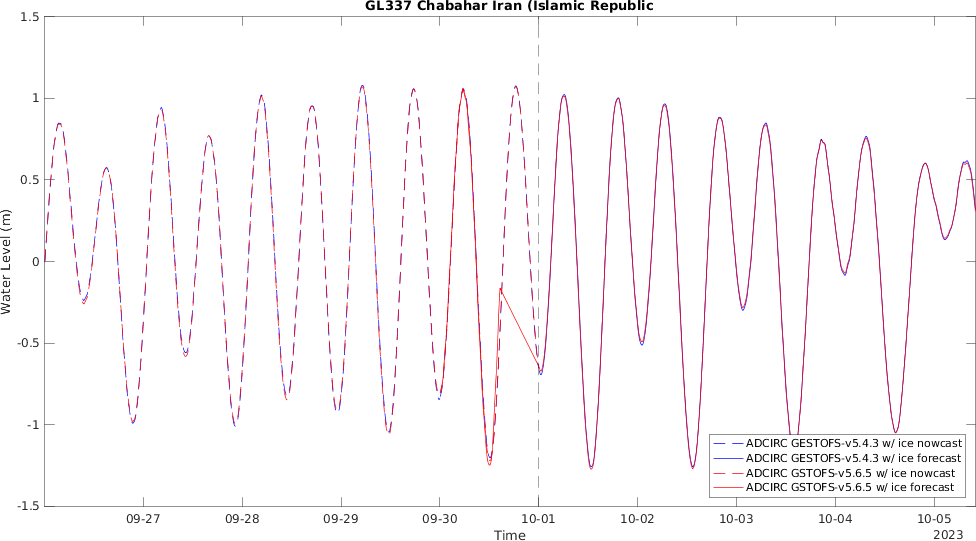 GL337 Chabahar Iran (Islamic Republic
1.5
1
0.5
0
-0.5
-1
-1.5
Water Level (m)
ADCIRC GESTOFS-v5.4.3 w/ ice nowcast
ADCIRC GESTOFS-v5.4.3 w/ ice forecast
ADCIRC GSTOFS-v5.6.5 w/ ice nowcast
ADCIRC GSTOFS-v5.6.5 w/ ice forecast
09-27 09-28 09-29 09-30 10-01 10-02 10-03 10-04 10-05
Time
2023